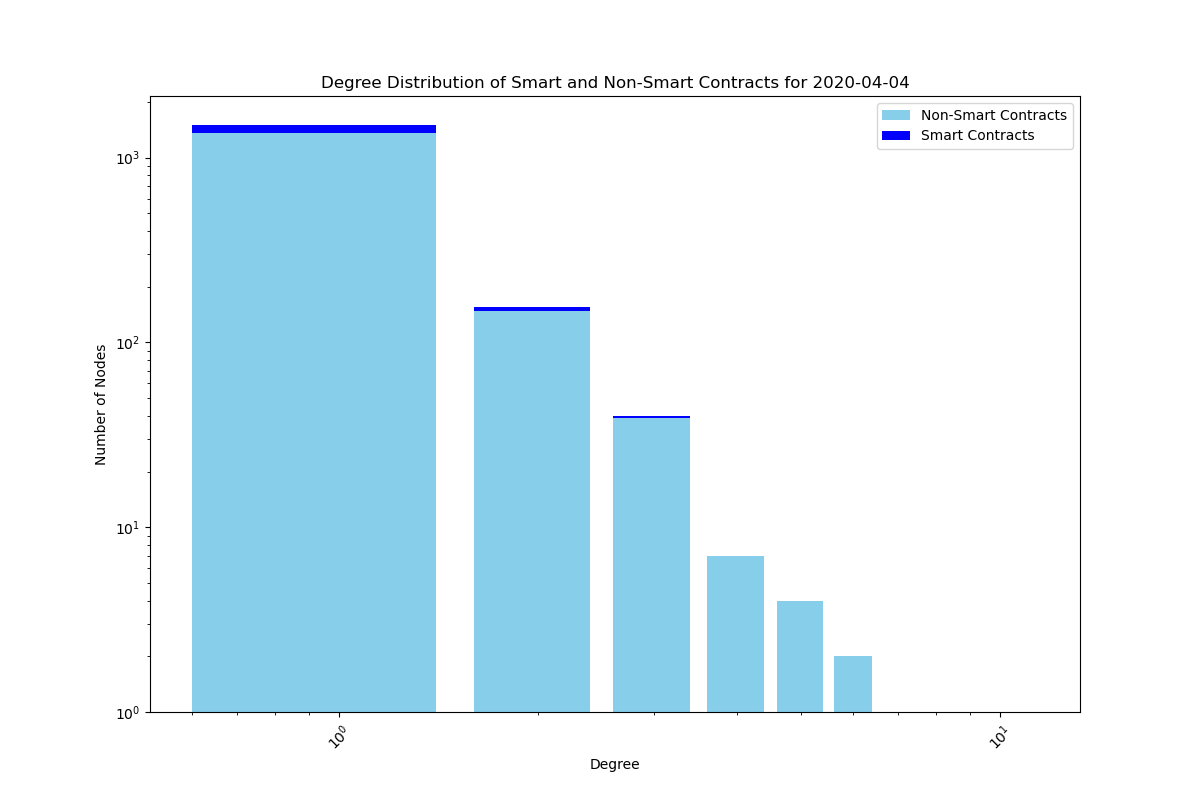 Degree Distribution of Smart and Non-Smart Contracts for 2020-04-04
Non-Smart Contracts
Smart Contracts
Number of Nodes
10³
10²
10¹
10⁰
10⁰
10¹
Degree